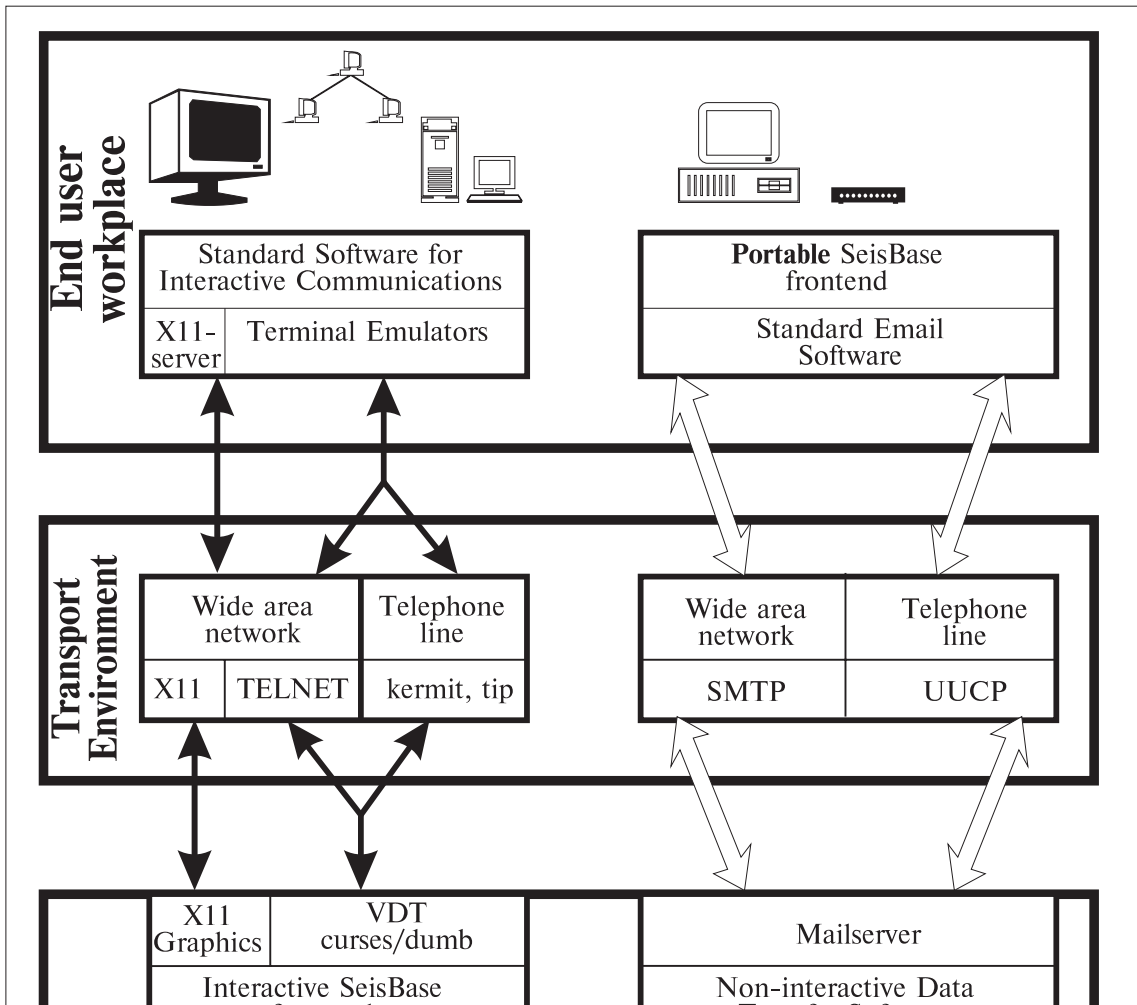 End user
workplace
Standard Software for
Interactive Communications
X11-
server
Terminal Emulators
Portable SeisBase
frontend
Standard Email
Software
Transport
Environment
Wide area
network
Telephone
line
X11
TELNET
kermit, tip
Wide area
network
Telephone
line
SMTP
UUCP
X11
Graphics
VDT
curses/dumb
Interactive SeisBase
Mailserver
Non-interactive Data